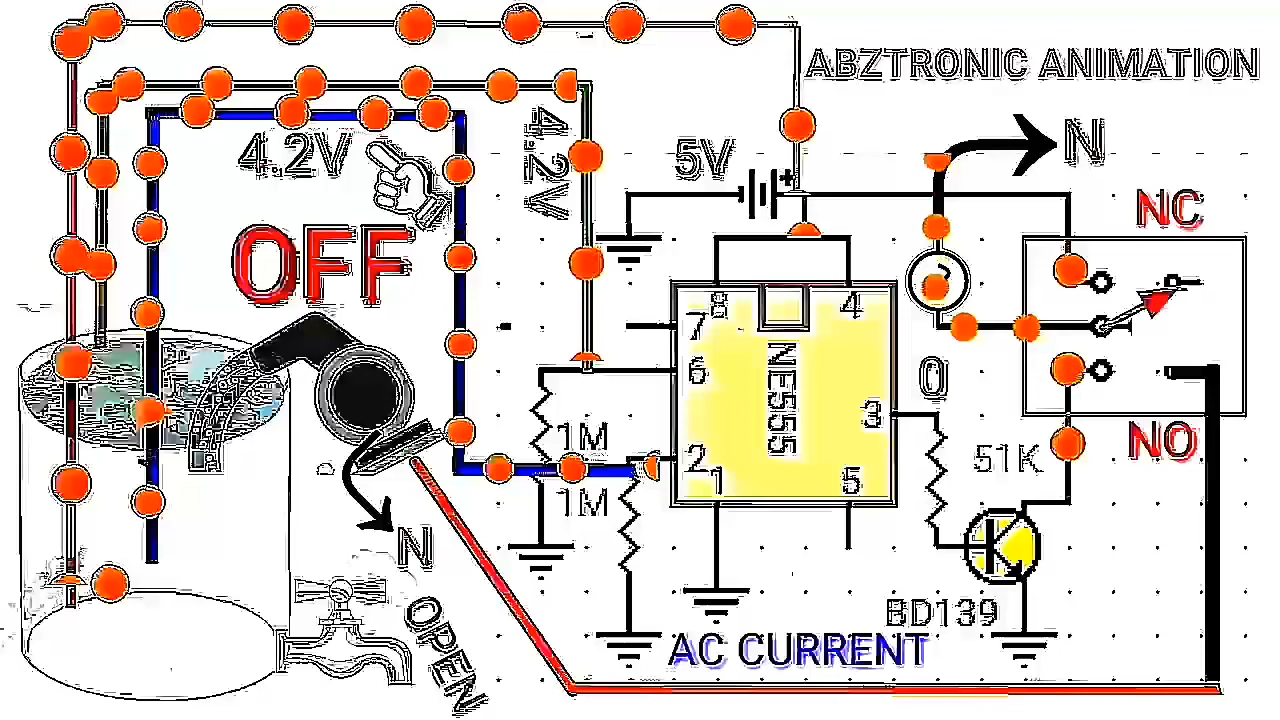 ABZTRONIC ANIMATION
4.2V
4.2V
5V
N
NC
OFF
8
4
7
6
NE555
3
2
1
5
0
1M
1M
51K
NO
N
BD139
OPEN
AC CURRENT